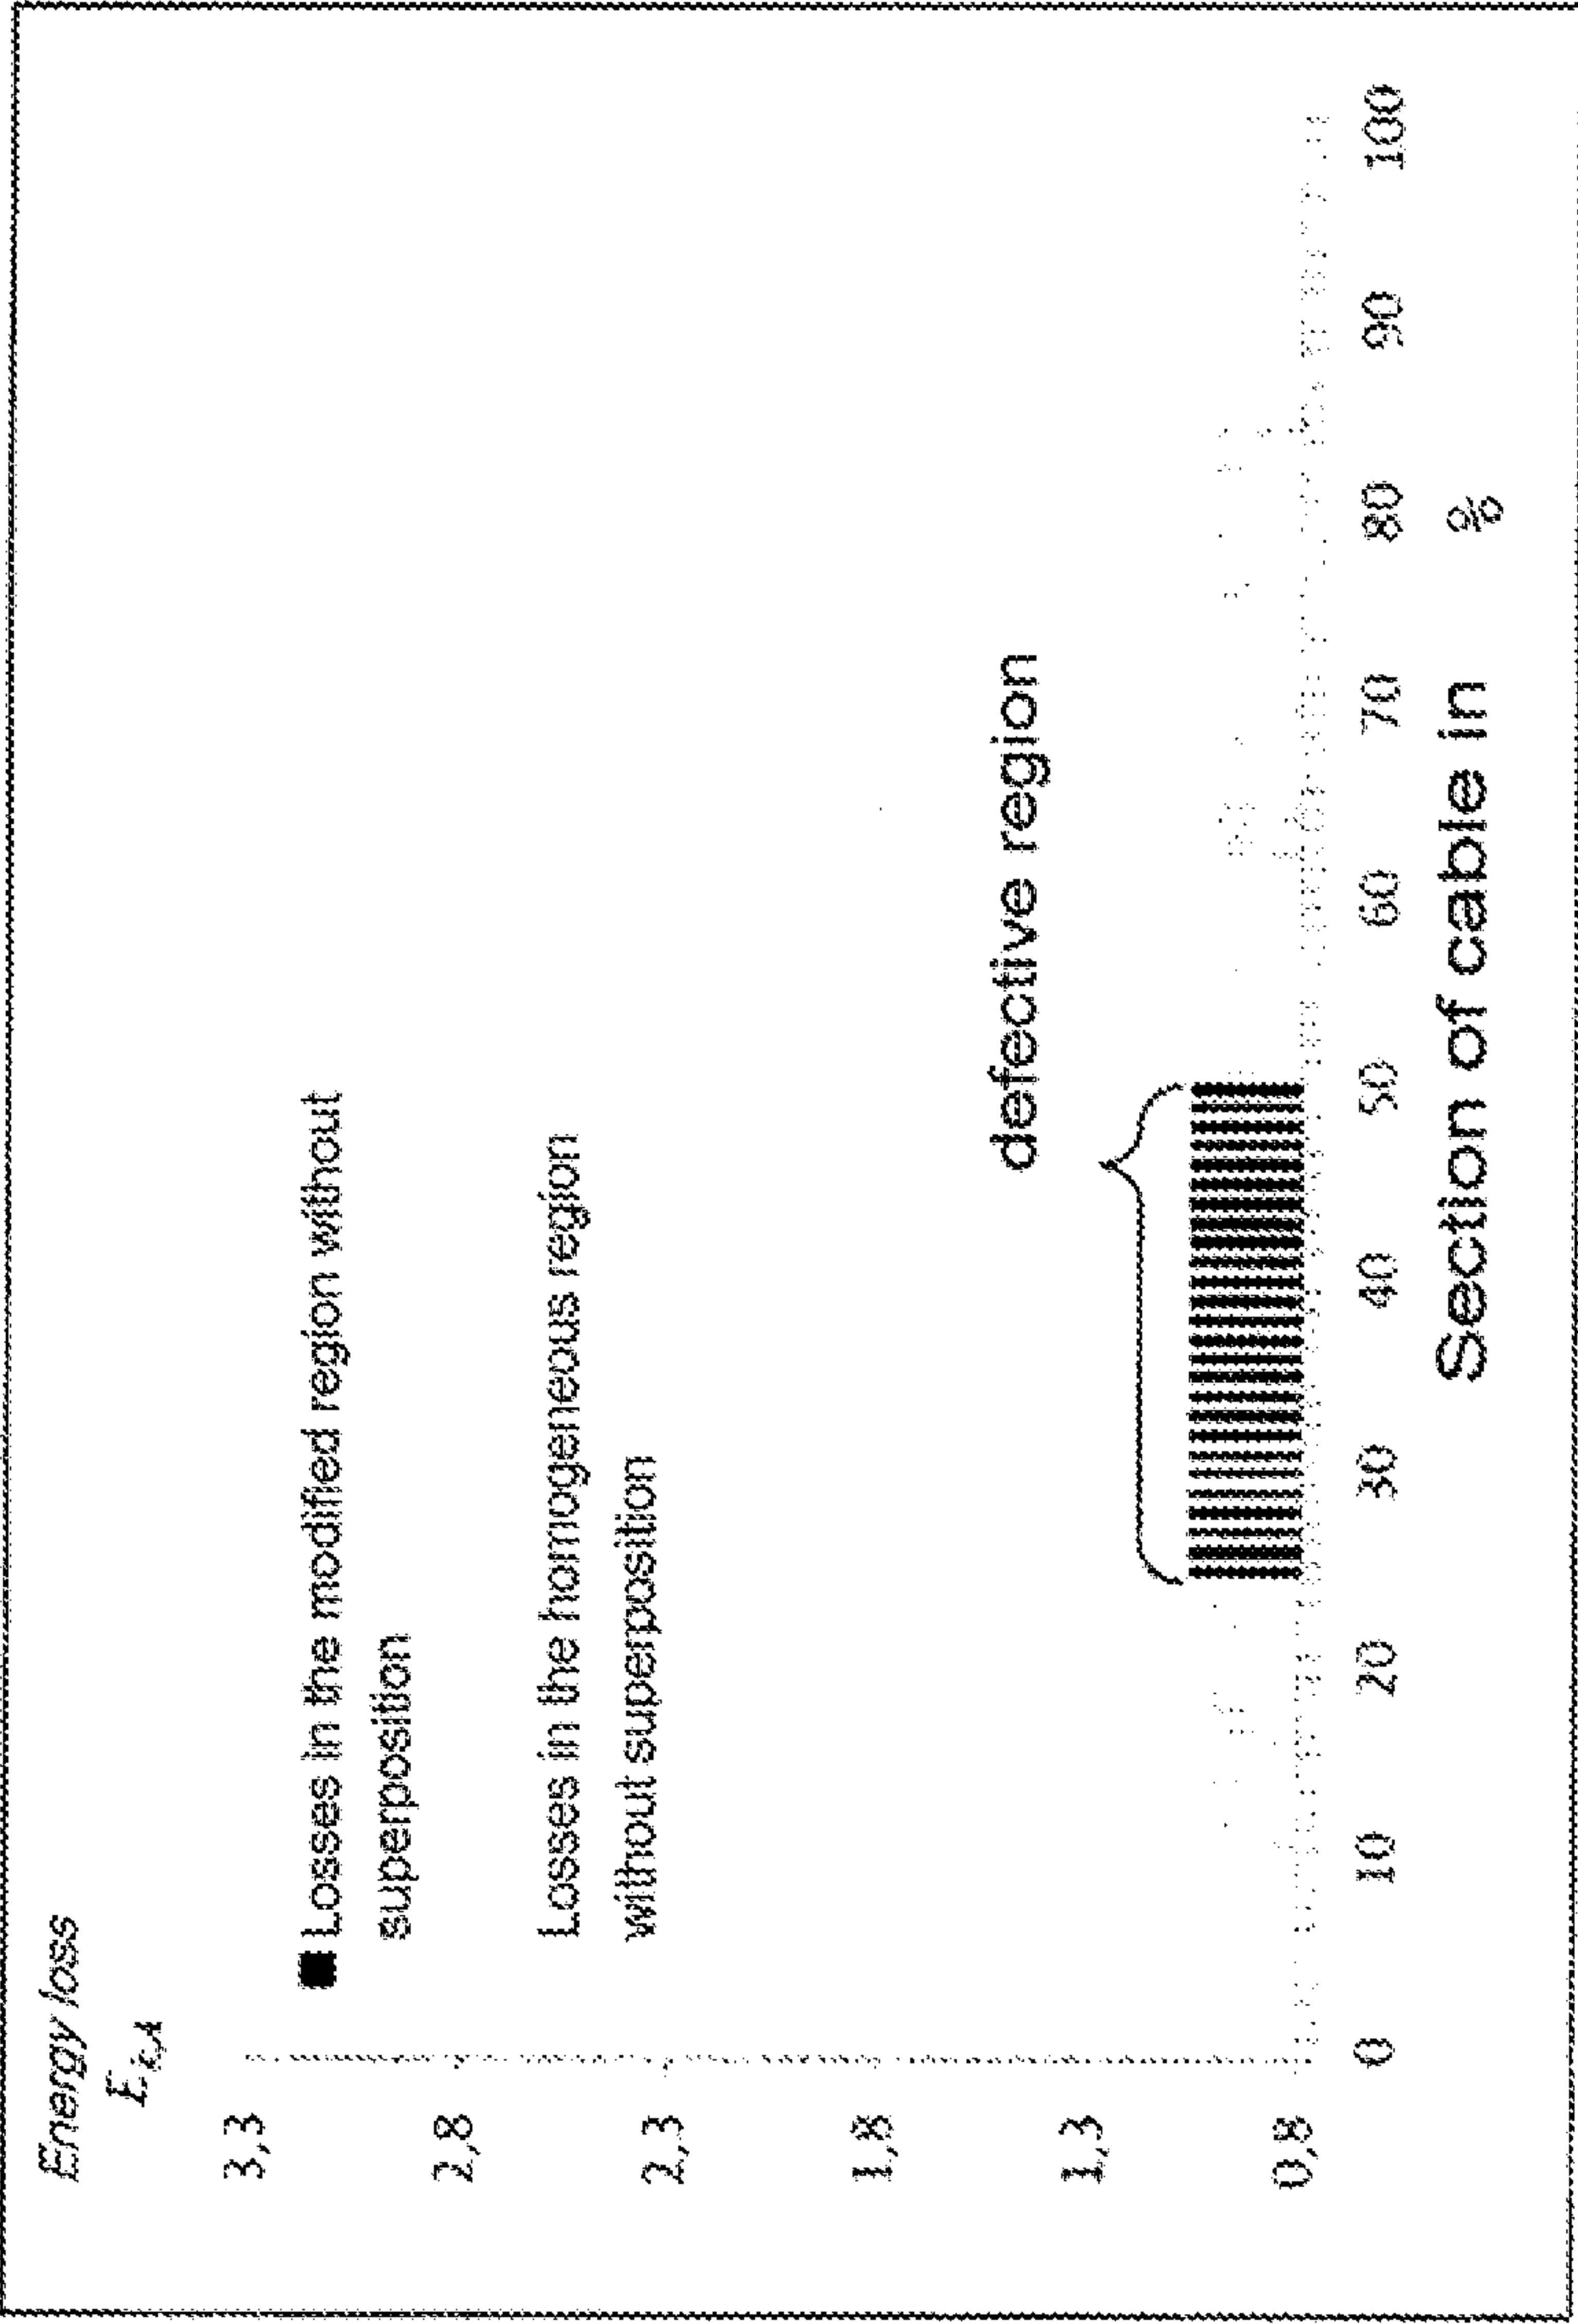 Energy loss
E
3,3
2,8
2,3
1,8
1,3
0,8
Losses in the modified region without
superposition
Losses in the homogeneous region
without superposition
defective region
0 10 20 30 40 50 60 70 80 90 100
Section of cable in %